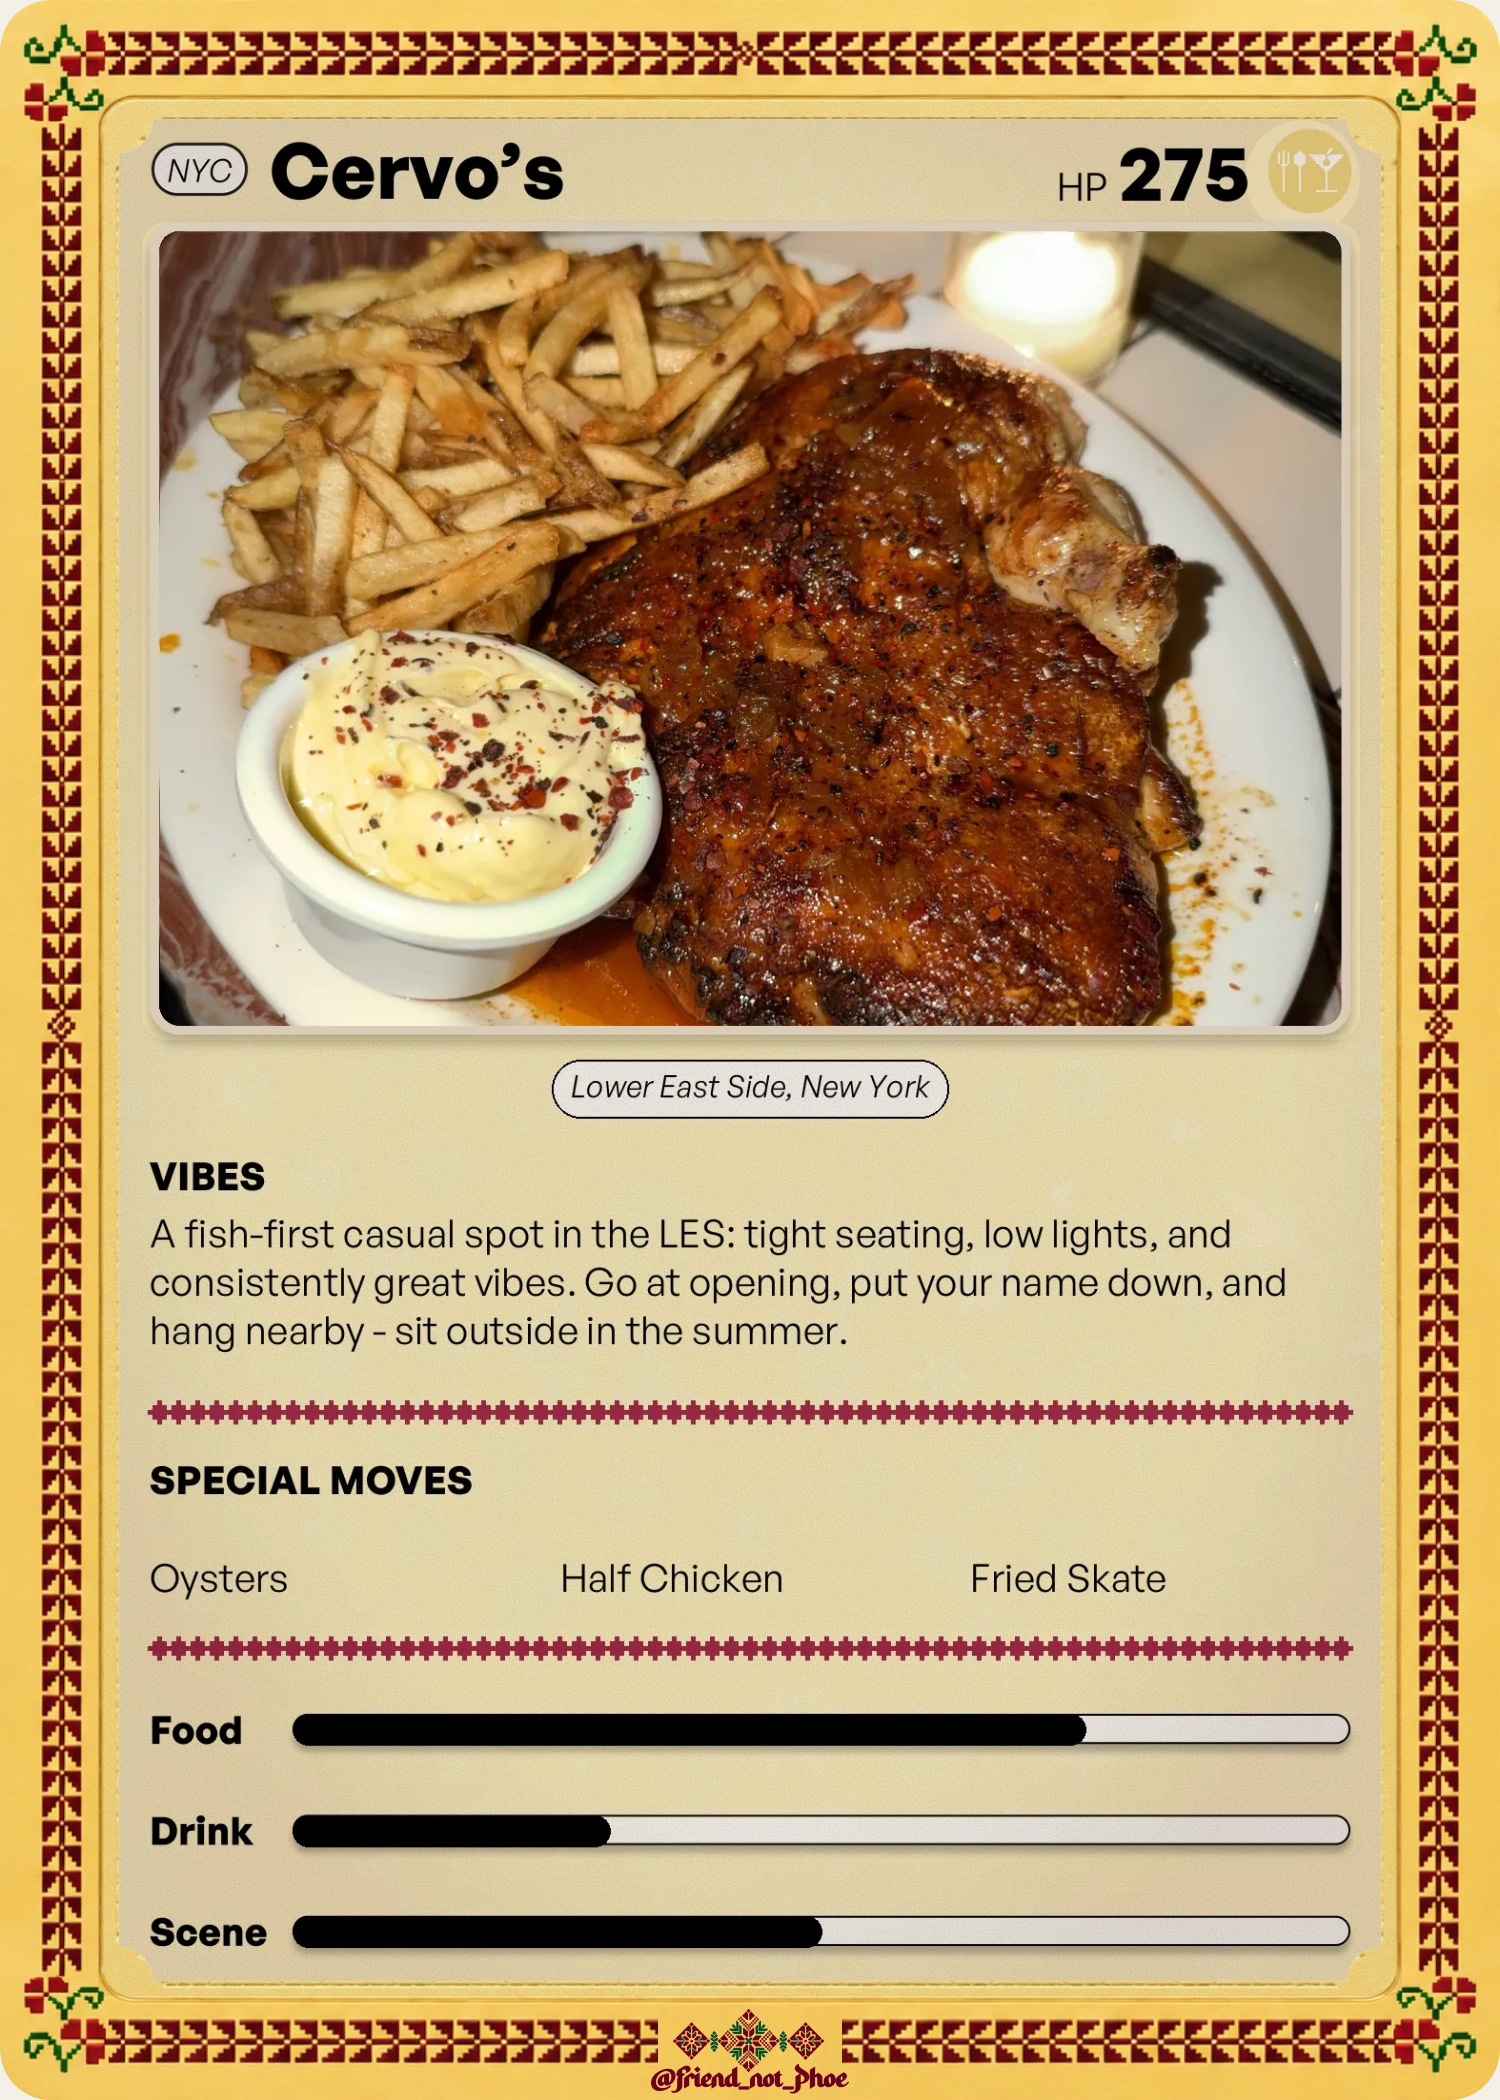 NYC Cervo's HP 275
Lower East Side, New York
VIBES
A fish-first casual spot in the LES: tight seating, low lights, and
consistently great vibes. Go at opening, put your name down, and
hang nearby - sit outside in the summer.
SPECIAL MOVES
Oysters Half Chicken Fried Skate
Food
Drink
Scene
@friend_not_phoe